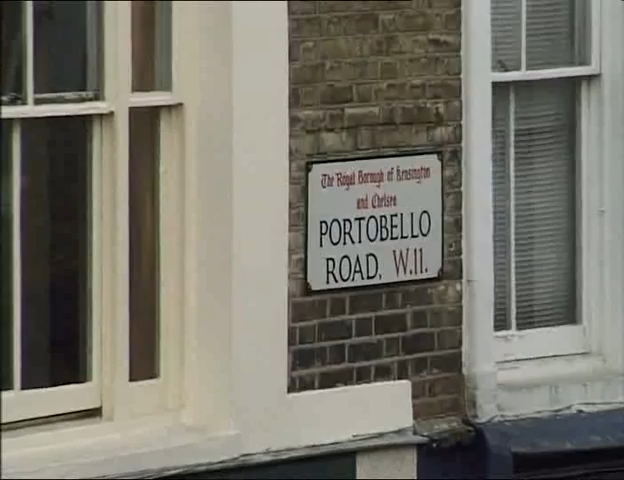 The Royal Borough of Kensington
and Chelsea
PORTOBELLO
ROAD, W.11.